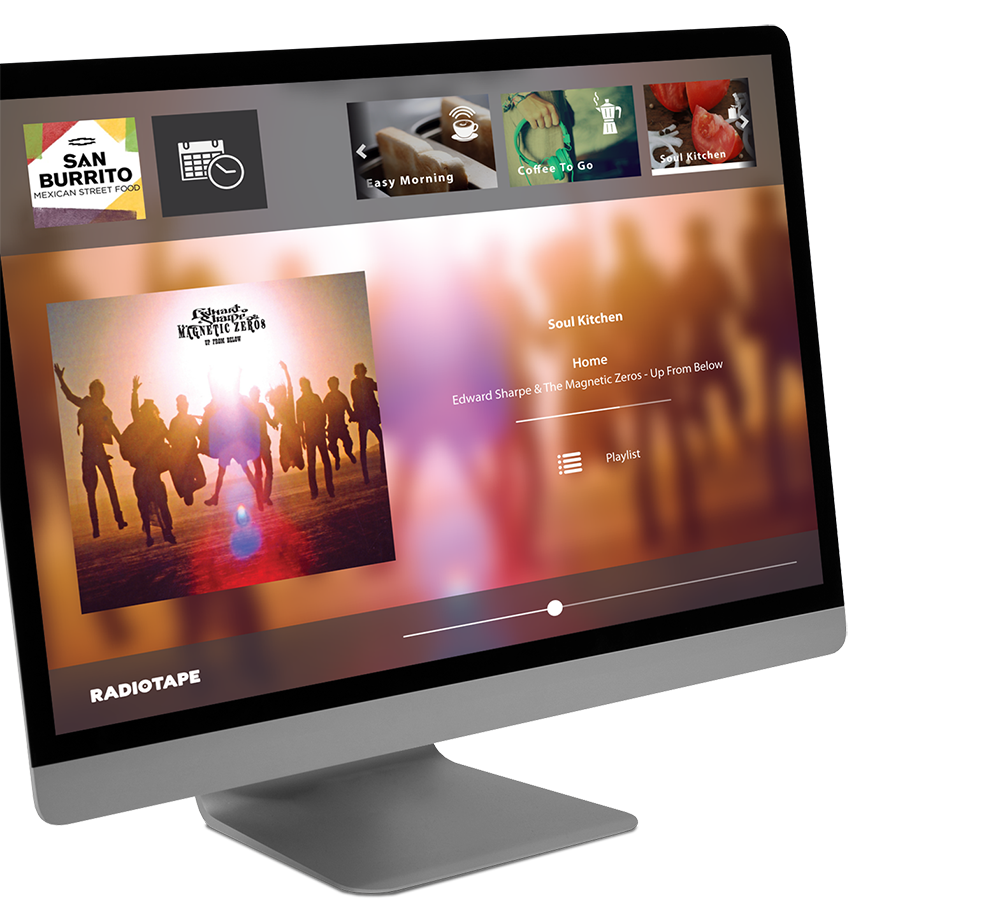 SAN
BURRITO
MEXICAN STREET FOOD
Easy Morning
Coffee To Go
Soul Kitchen
Edward
Sharpe &
MAGNETIC ZEROS
UP FROM BELOW
Soul Kitchen
Home
Edward Sharpe & The Magnetic Zeros - Up From Below
Playlist
RADIOTAPE